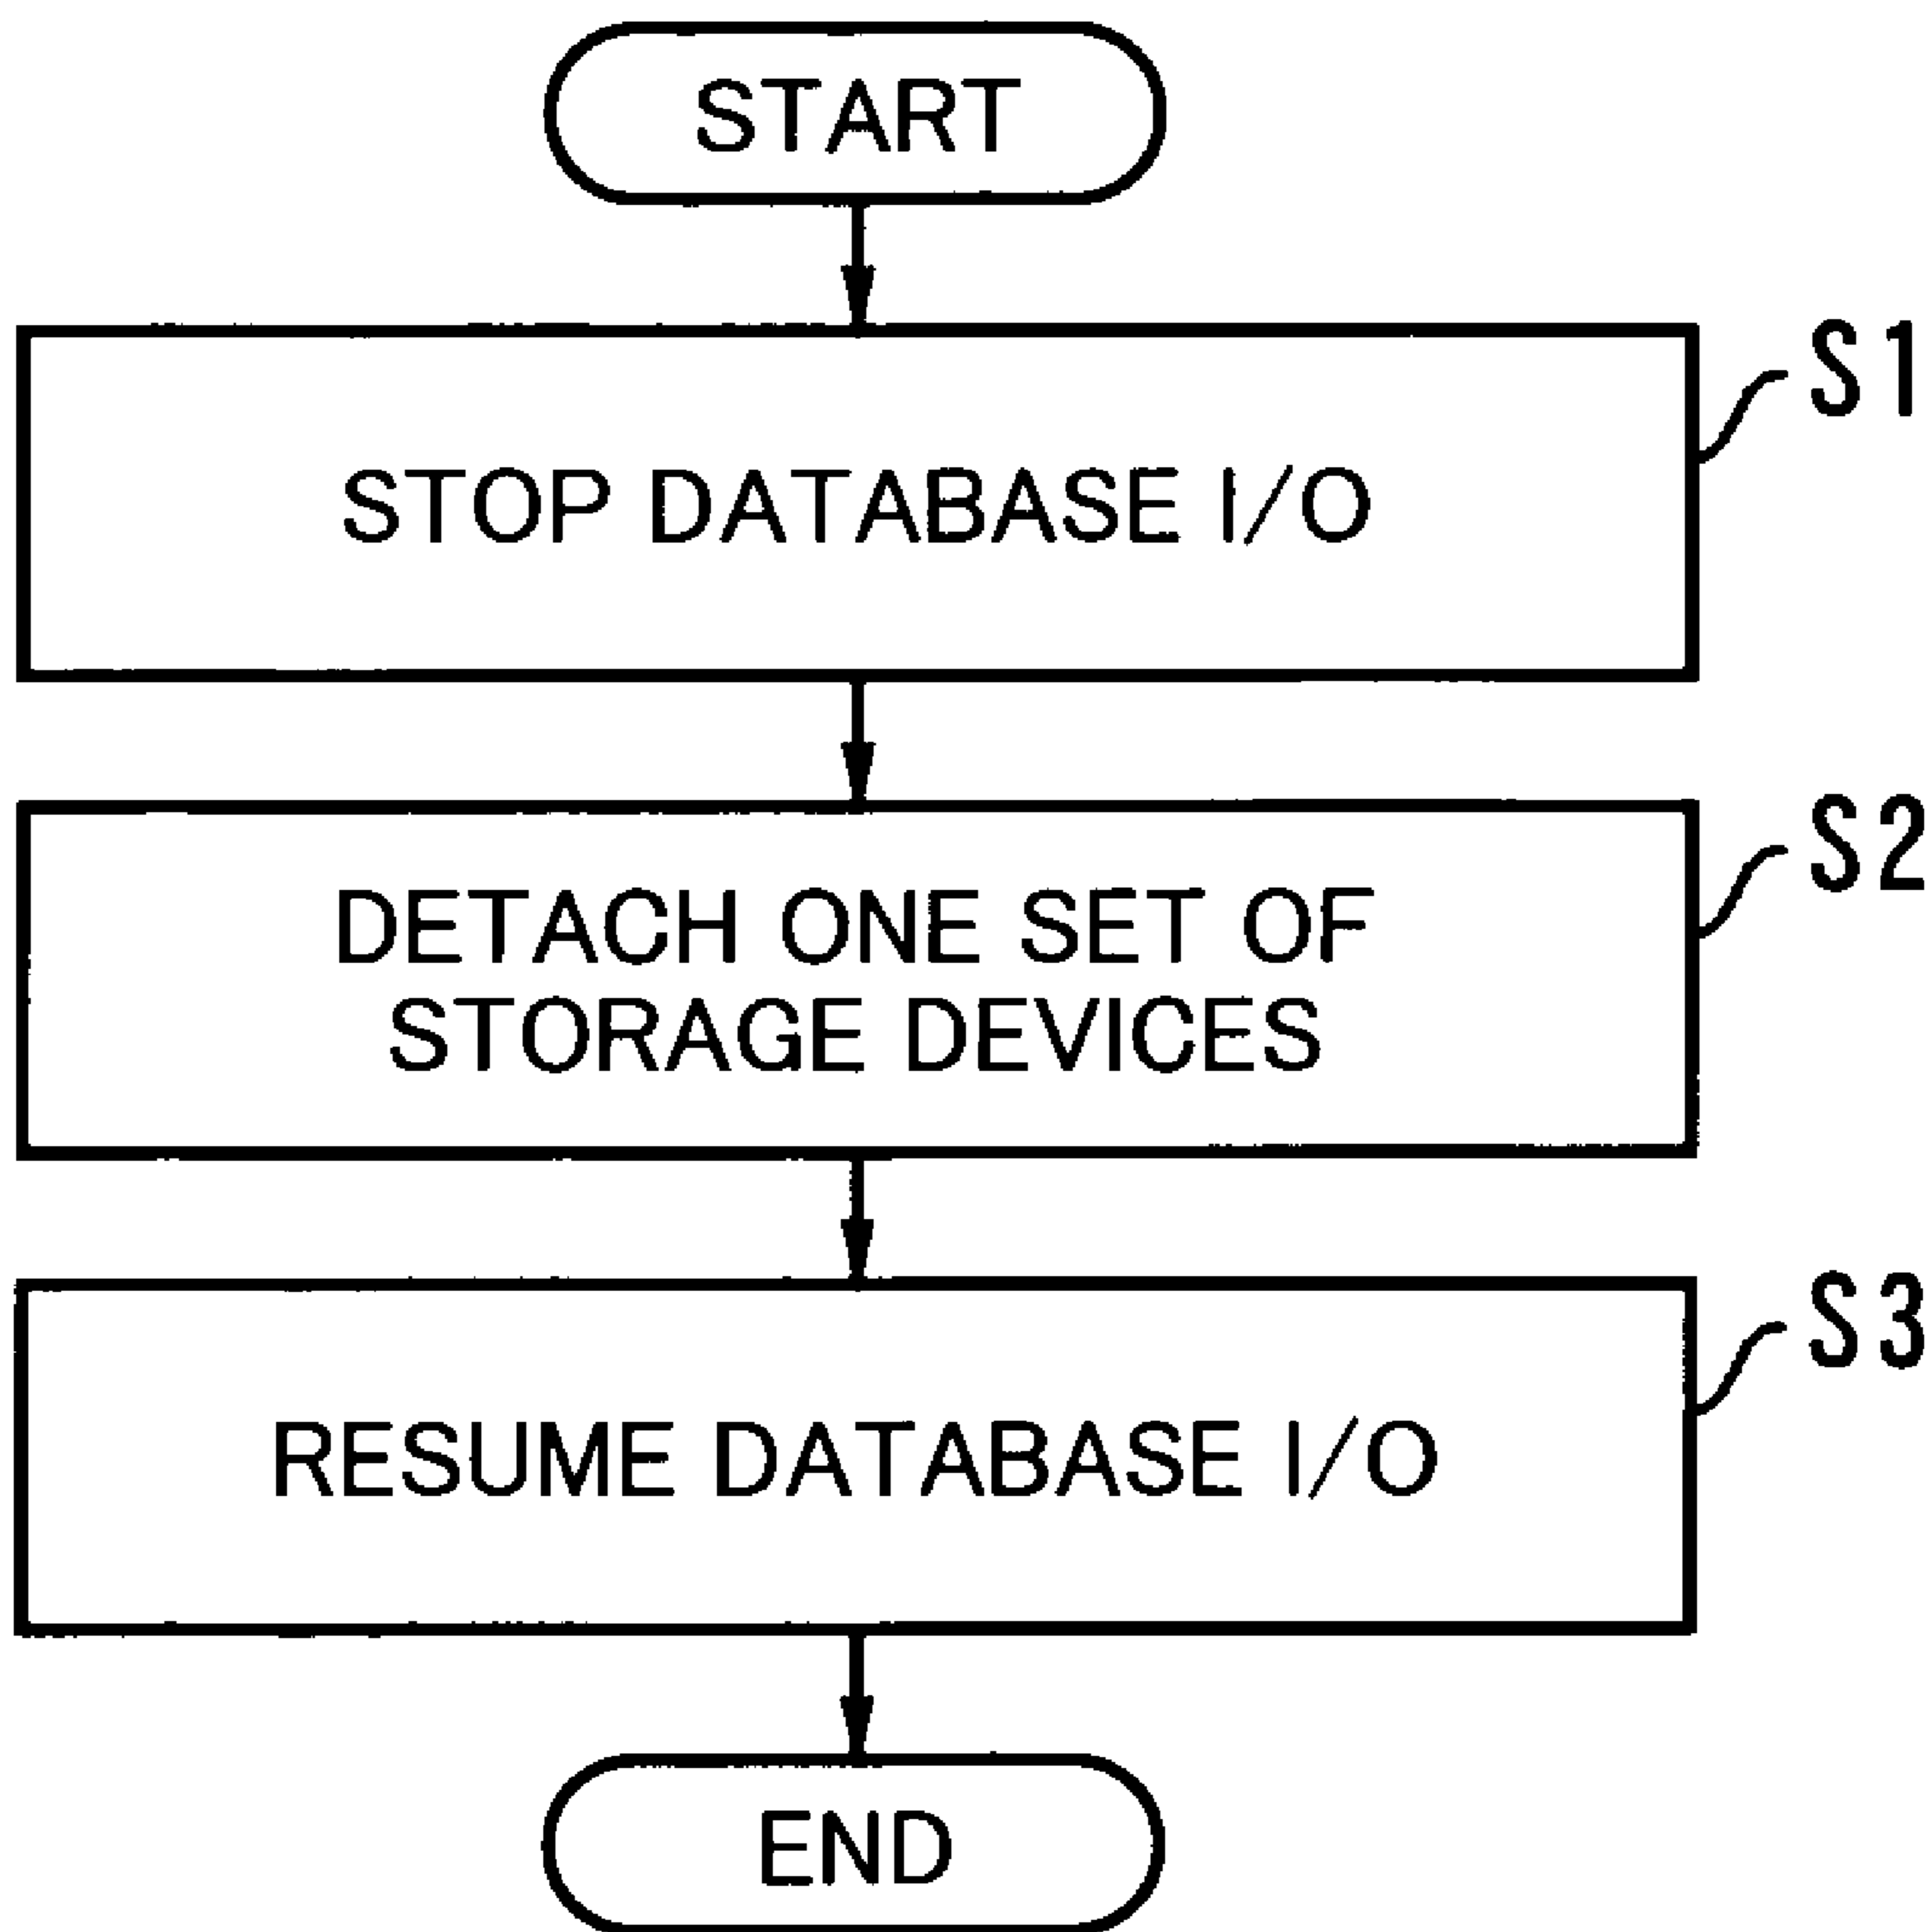 START
S1
STOP DATABASE I/O
S2
DETACH ONE SET OF
STORAGE DEVICES
S3
RESUME DATABASE I/O
END